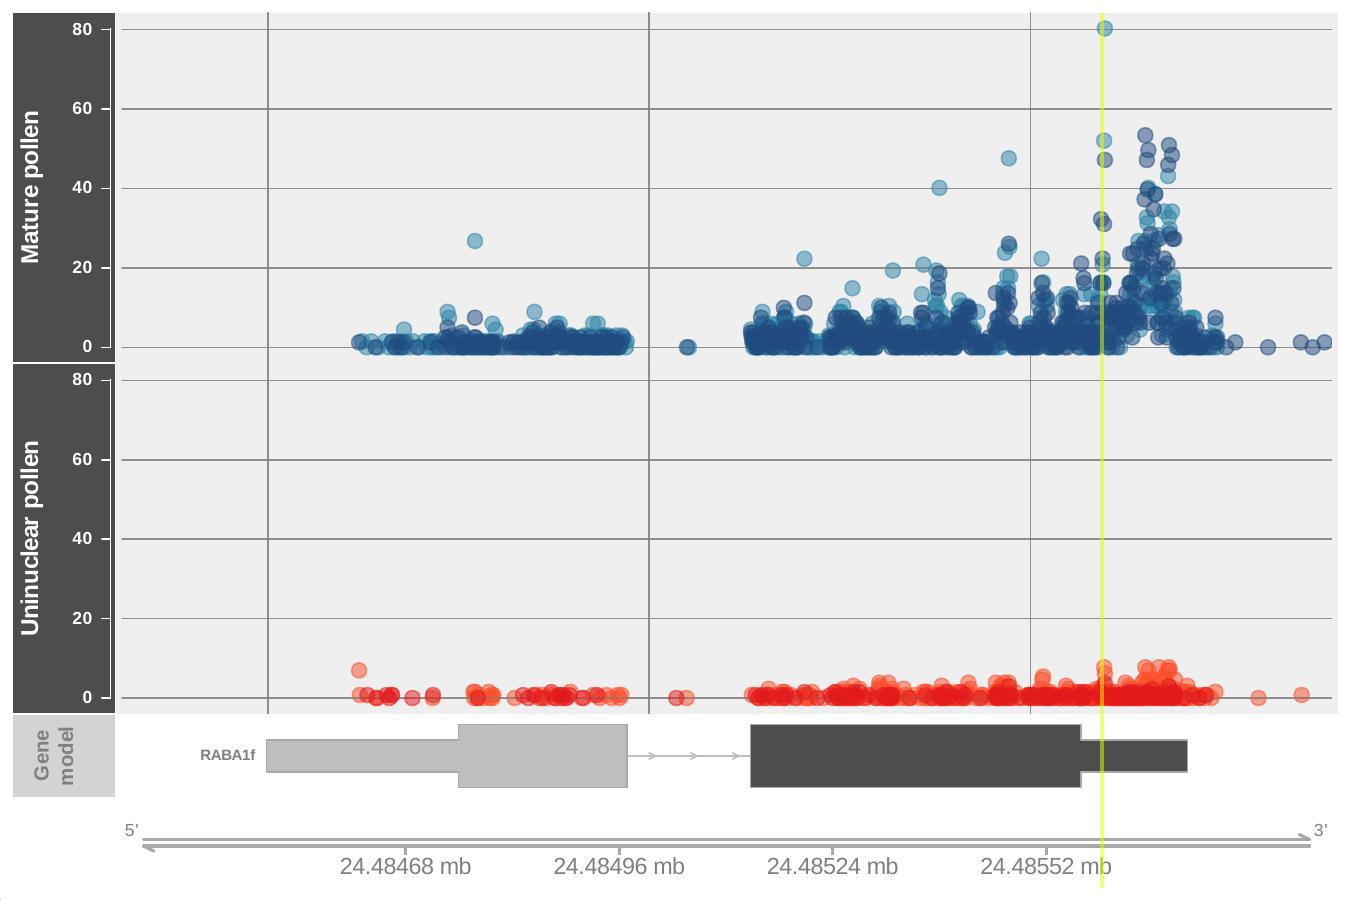 80
60
40
20
0
Mature pollen
80
60
40
20
0
Uninuclear pollen
Gene
model
RABA1f
5'
3'
24.48468 mb
24.48496 mb
24.48524 mb
24.48552 mb